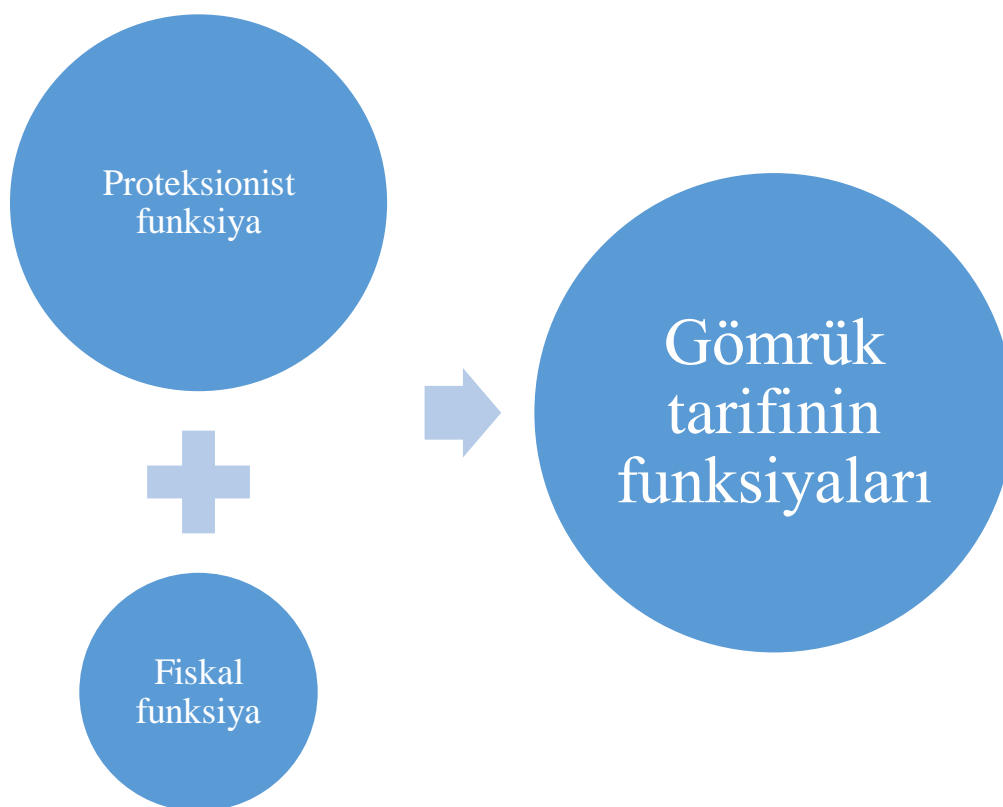 Proteksionist
funksiya
Fiskal
funksiya
Gömrük
tarifinin
funksiyaları